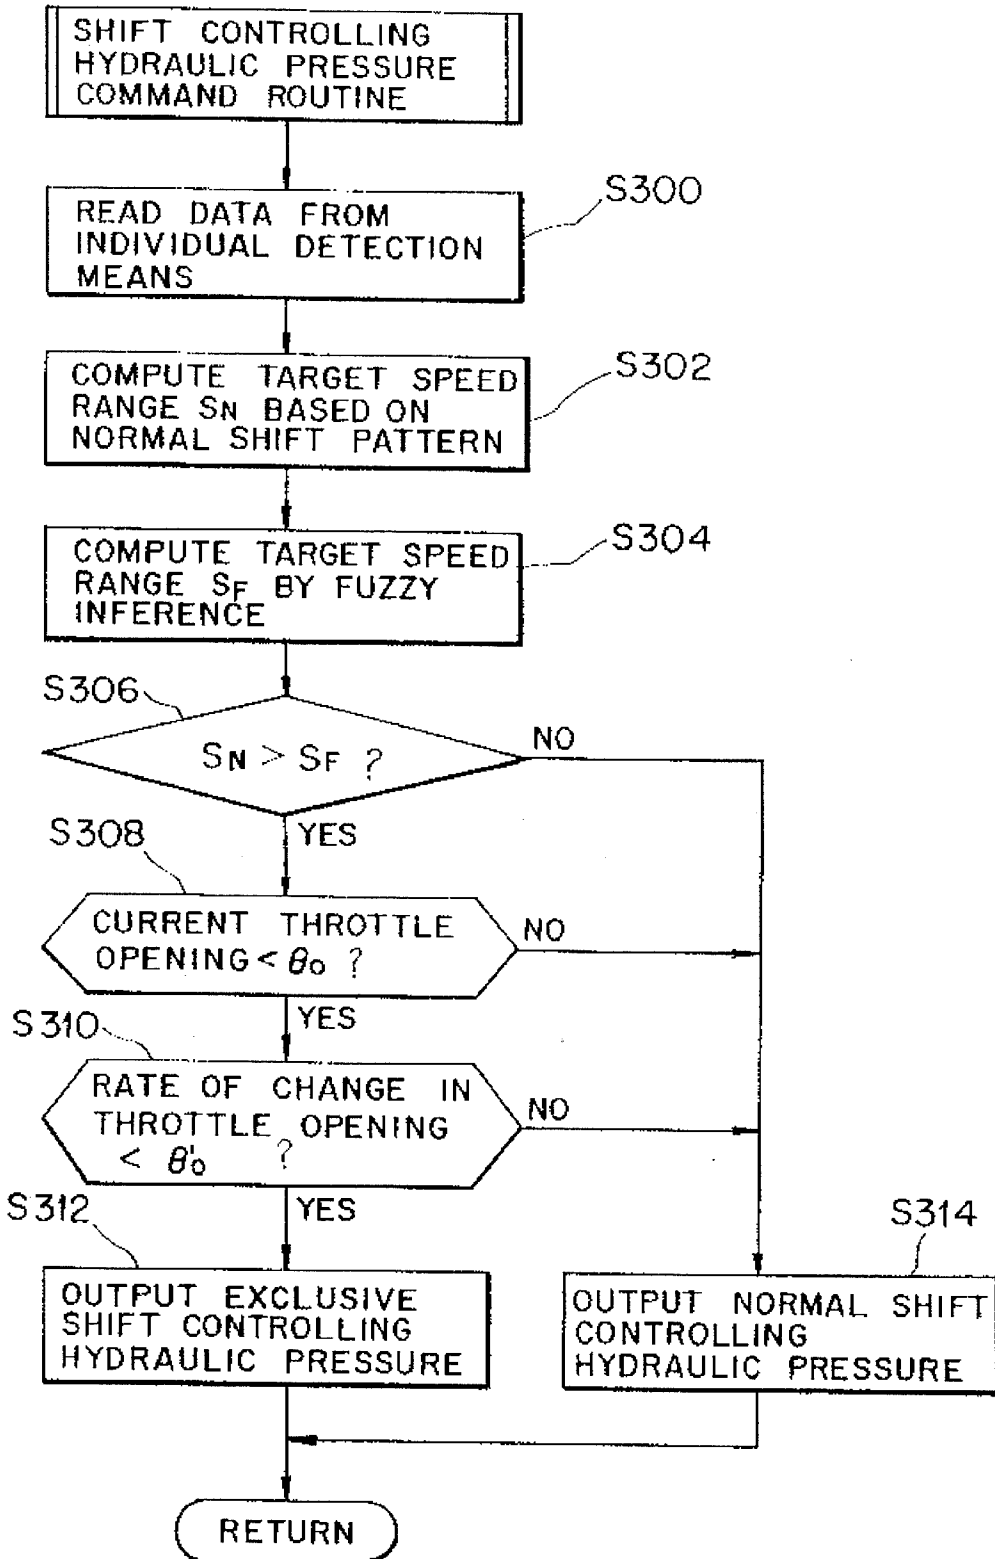 SHIFT CONTROLLING
HYDRAULIC PRESSURE
COMMAND ROUTINE
S300
READ DATA FROM
INDIVIDUAL DETECTION
MEANS
S302
COMPUTE TARGET SPEED
RANGE SN BASED ON
NORMAL SHIFT PATTERN
S304
COMPUTE TARGET SPEED
RANGE SF BY FUZZY
INFERENCE
S306
SN > SF ?
NO
YES
S308
CURRENT THROTTLE
OPENING < θo ?
NO
YES
S310
RATE OF CHANGE IN
THROTTLE OPENING
< θ'o ?
NO
YES
S312
OUTPUT EXCLUSIVE
SHIFT CONTROLLING
HYDRAULIC PRESSURE
S314
OUTPUT NORMAL SHIFT
CONTROLLING
HYDRAULIC PRESSURE
RETURN